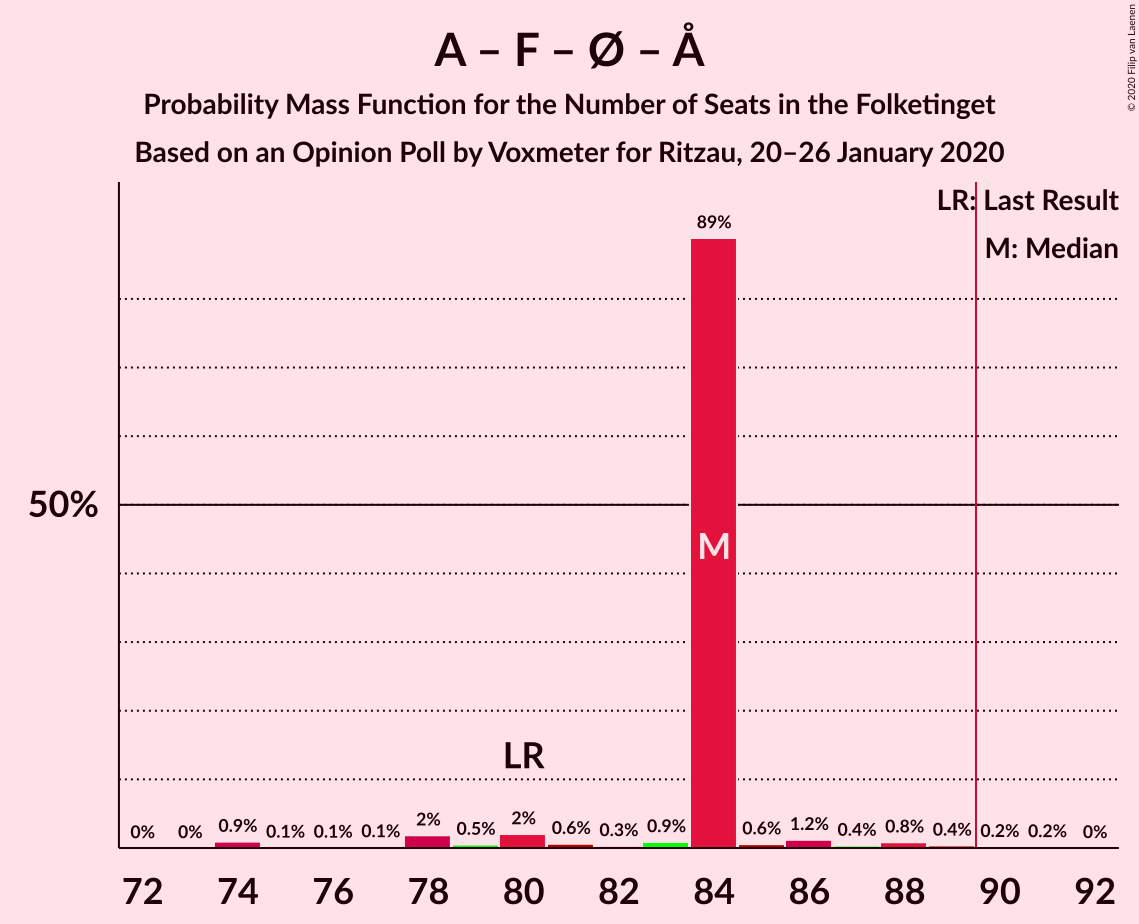 A – F – Ø – Å
Probability Mass Function for the Number of Seats in the Folketinget
Based on an Opinion Poll by Voxmeter for Ritzau, 20–26 January 2020
© 2020 Filip van Laenen
LR: Last Result
M: Median
89%
50%
M
LR
0% 0% 0.9% 0.1% 0.1% 0.1% 2% 0.5% 2% 0.6% 0.3% 0.9% 0.6% 1.2% 0.4% 0.8% 0.4% 0.2% 0.2% 0%
72 74 76 78 80 82 84 86 88 90 92